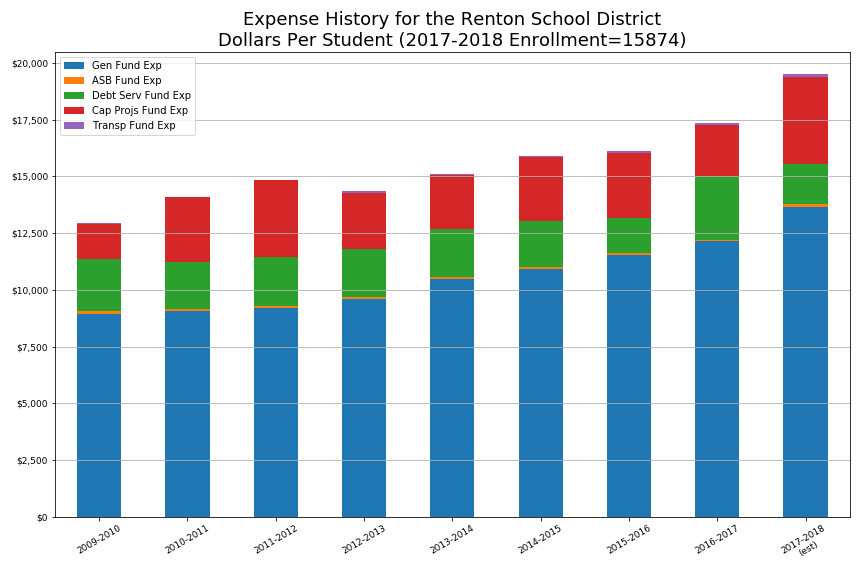 Expense History for the Renton School District
Dollars Per Student (2017-2018 Enrollment=15874)
Gen Fund Exp
ASB Fund Exp
Debt Serv Fund Exp
Cap Projs Fund Exp
Transp Fund Exp
$20,000
$17,500
$15,000
$12,500
$10,000
$7,500
$5,000
$2,500
$0
2009-2010
2010-2011
2011-2012
2012-2013
2013-2014
2014-2015
2015-2016
2016-2017
2017-2018
(est)